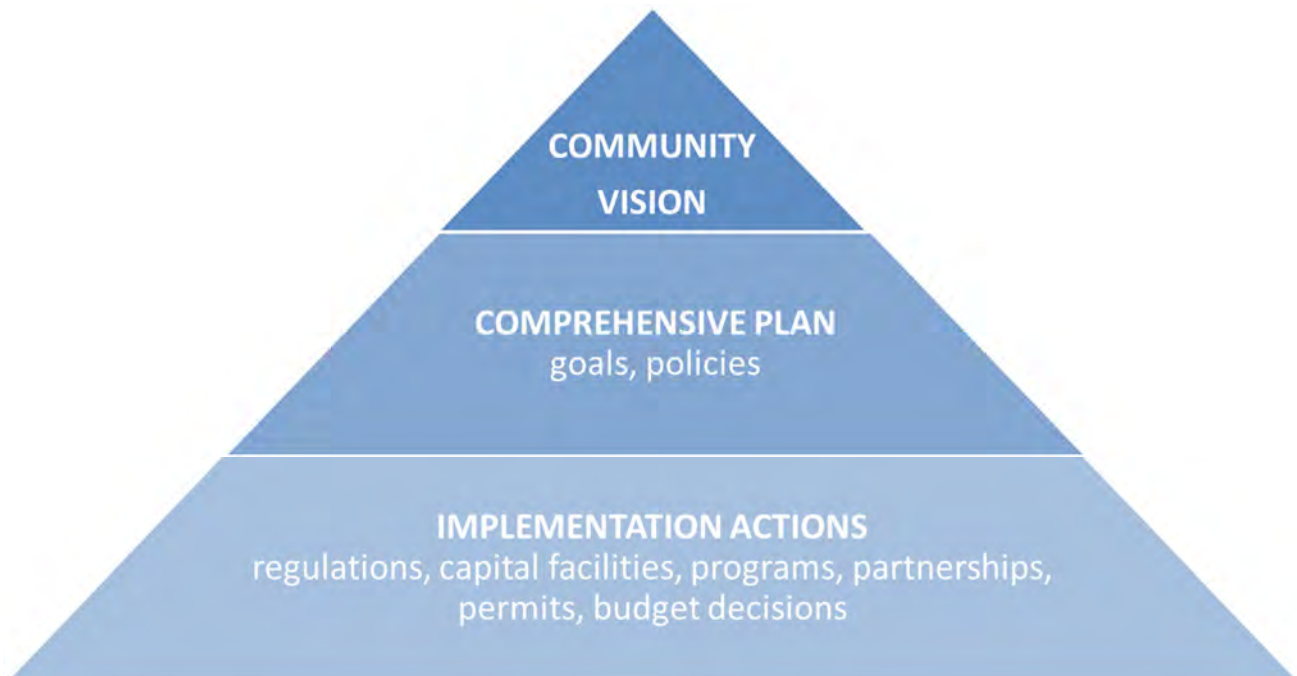 COMMUNITY
VISION
COMPREHENSIVE PLAN
goals, policies
IMPLEMENTATION ACTIONS
regulations, capital facilities, programs, partnerships,
permits, budget decisions